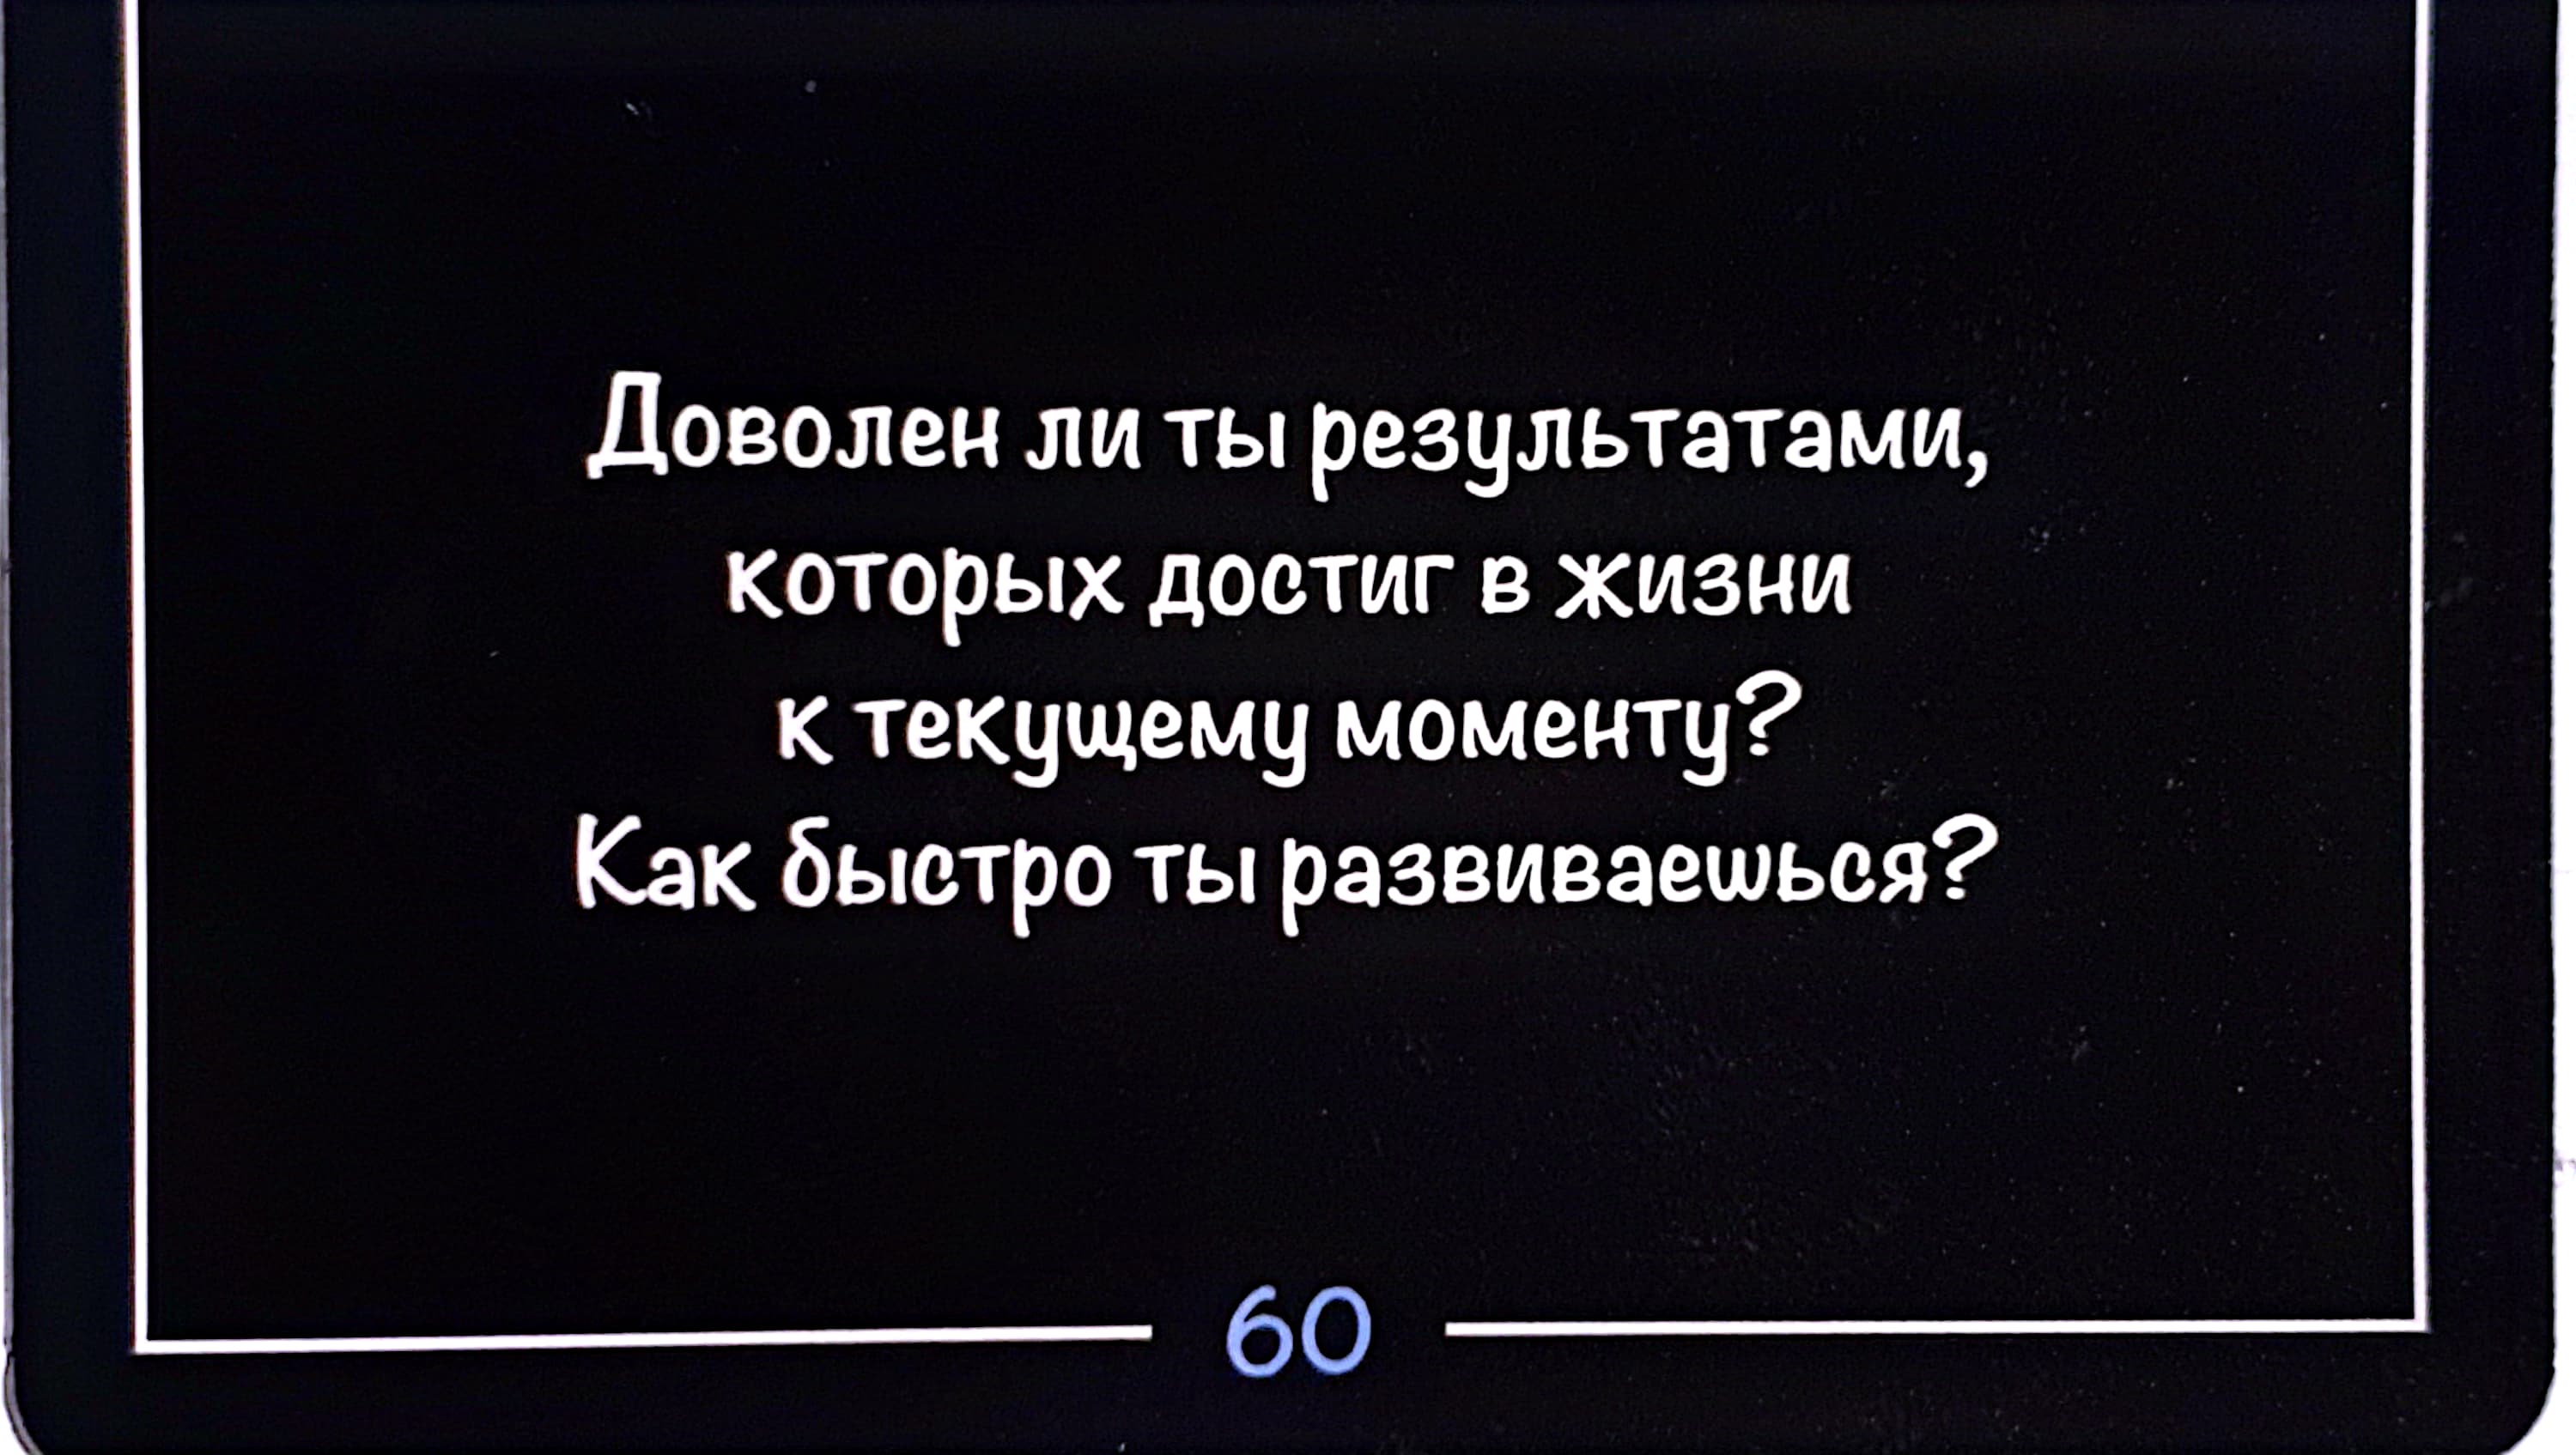 Доволен ли ты результатами,
которых достиг в жизни
к текущему моменту?
Как быстро ты развиваешься?
60